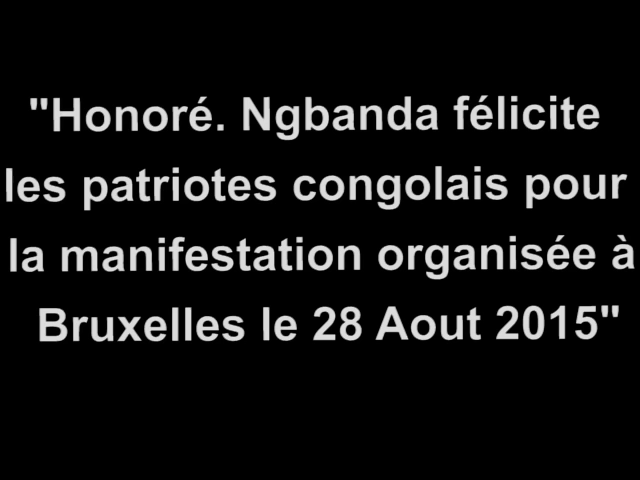 "Honoré. Ngbanda félicite
les patriotes congolais pour
la manifestation organisée à
Bruxelles le 28 Aout 2015"